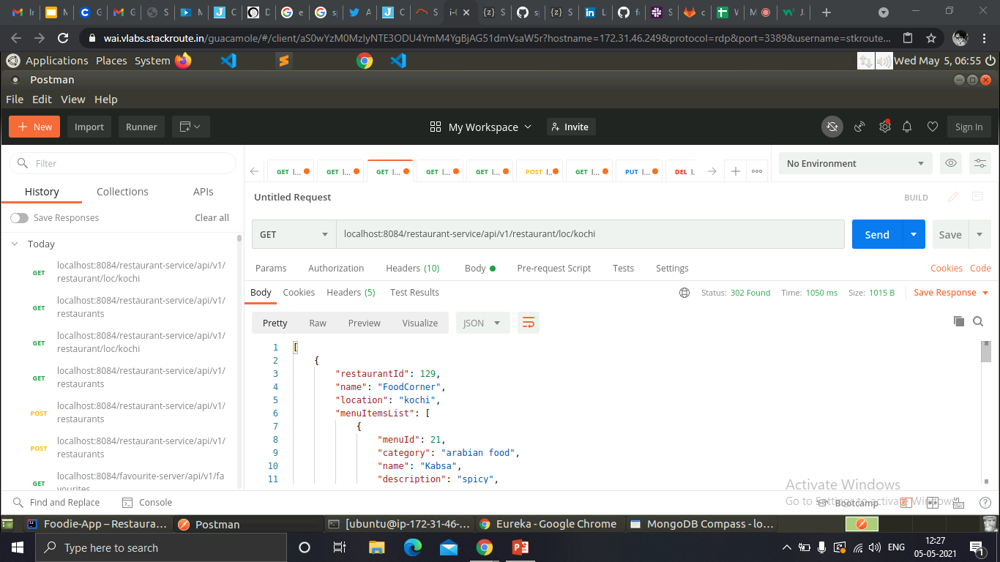 In
M
C
G
M
G
S
M
C
D
e
sp
A
C
S
i-0
S
s
S
L
f
S
c
W
M
J
wai.vlabs.stackroute.in/guacamole/#/client/aS0wYzM0MzIyNTE3ODU4YmM4YgBjAG51dmVsaW5r?hostname=172.31.46.249&protocol=rdp&port=3389&username=stkroute...
Applications Places System
Wed May 5, 06:55
Postman
File Edit View Help
New Import Runner My Workspace Invite Sign In
Filter
GET l... GET l... GET l... GET l... GET l... POST l... GET l... PUT l... DEL l.
No Environment
History Collections APIs
Untitled Request BUILD
Save Responses Clear all
GET localhost:8084/restaurant-service/api/v1/restaurant/loc/kochi Send Save
Today
Params Authorization Headers (10) Body Pre-request Script Tests Settings Cookies Code
GET localhost:8084/restaurant-service/api/v1/
restaurant/loc/kochi
GET localhost:8084/restaurant-service/api/v1/
restaurants
GET localhost:8084/restaurant-service/api/v1/
restaurant/loc/kochi
GET localhost:8084/restaurant-service/api/v1/
restaurants
POST localhost:8084/restaurant-service/api/v1/
restaurants
POST localhost:8084/restaurant-service/api/v1/
restaurants
GET localhost:8084/favourite-server/api/v1/fa
vourites
Body Cookies Headers (5) Test Results Status: 302 Found Time: 1050 ms Size: 1015 B Save Response
Pretty Raw Preview Visualize JSON
1 [
2 {
3 "restaurantId": 129,
4 "name": "FoodCorner",
5 "location": "kochi",
6 "menuItemsList": [
7 {
8 "menuId": 21,
9 "category": "arabian food",
10 "name": "Kabsa",
11 "description": "spicy",
Activate Windows
Go to Settings to activate Windows.
Find and Replace Console Bootcamp
Foodie-App – Restaura... Postman [ubuntu@ip-172-31-46-... Eureka - Google Chrome MongoDB Compass - lo...
Type here to search
ENG
12:27
05-05-2021
1